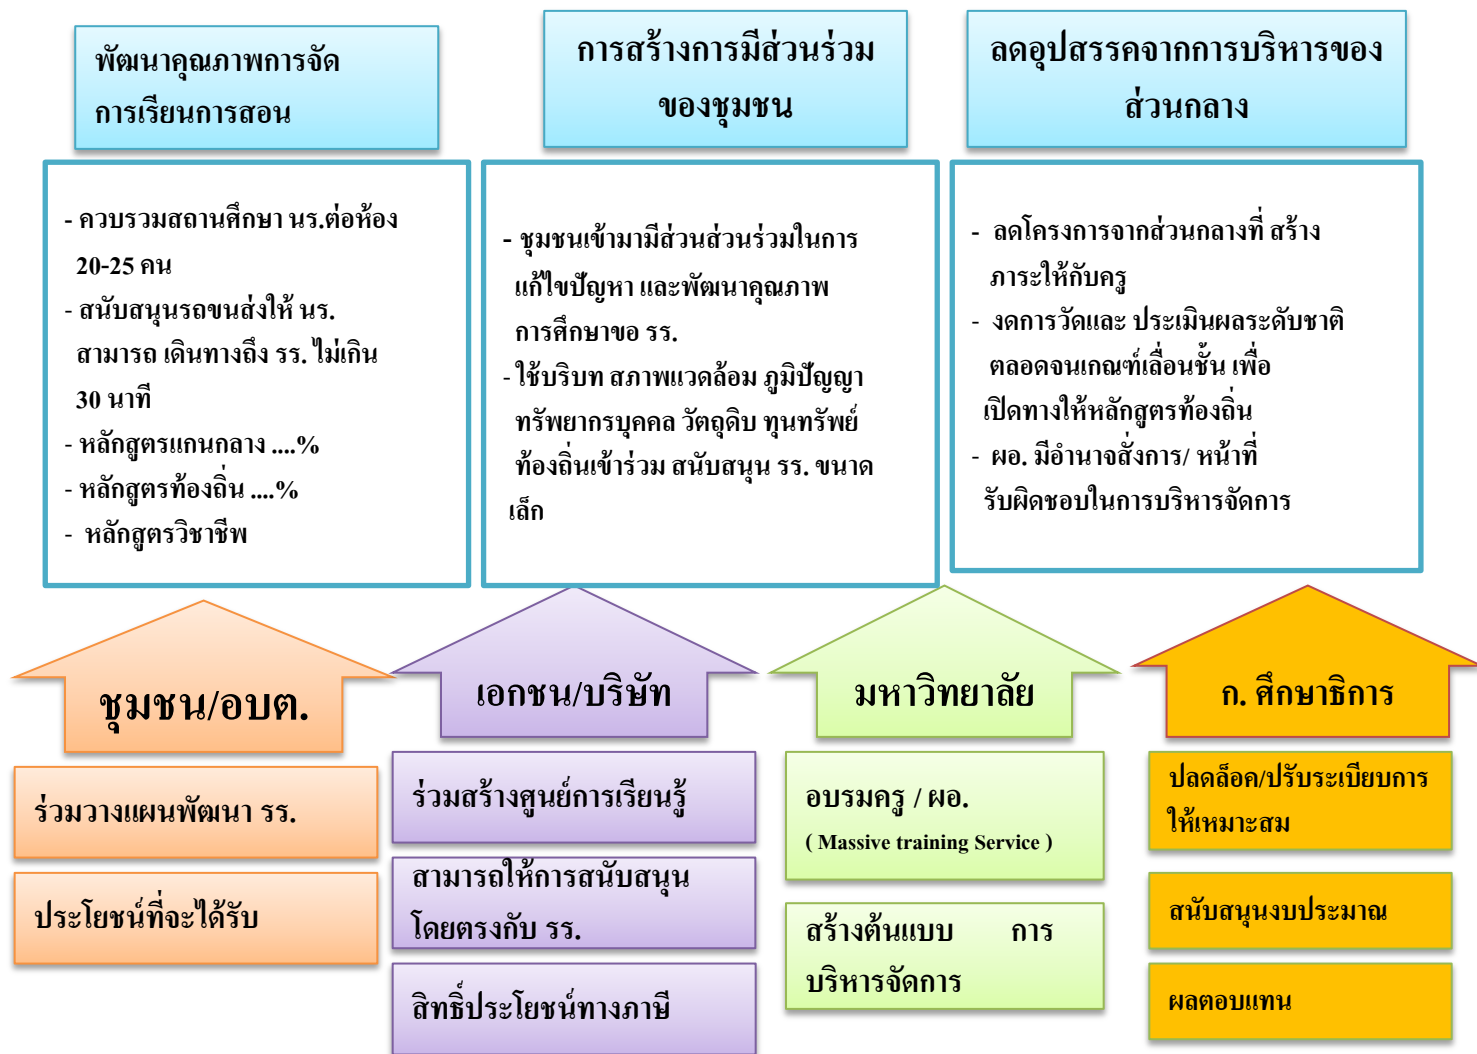 พัฒนาคุณภาพการจัด
การเรียนการสอน
การสร้างการมีส่วนร่วม
ของชุมชน
ลดอุปสรรคจากการบริหารของ
ส่วนกลาง
- ควบรวมสถานศึกษา นร.ต่อห้อง
20-25 คน
- สนับสนุนรถขนส่งให้ นร.
สามารถ เดินทางถึง รร. ไม่เกิน
30 นาที
- หลักสูตรแกนกลาง ....%
- หลักสูตรท้องถิ่น ....%
- หลักสูตรวิชาชีพ
- ชุมชนเข้ามามีส่วนส่วนร่วมในการ
แก้ไขปัญหา และพัฒนาคุณภาพ
การศึกษาขอ รร.
- ใช้บริบท สภาพแวดล้อม ภูมิปัญญา
ทรัพยากรบุคคล วัตถุดิบ ทุนทรัพย์
ท้องถิ่นเข้าร่วม สนับสนุน รร. ขนาด
เล็ก
- ลดโครงการจากส่วนกลางที่ สร้าง
ภาระให้กับครู
- งดการวัดและ ประเมินผลระดับชาติ
ตลอดจนเกณฑ์เลื่อนชั้น เพื่อ
เปิดทางให้หลักสูตรท้องถิ่น
- ผอ. มีอำนาจสั่งการ/ หน้าที่
รับผิดชอบในการบริหารจัดการ
ชุมชน/อบต.
เอกชน/บริษัท
มหาวิทยาลัย
ก. ศึกษาธิการ
ร่วมวางแผนพัฒนา รร.
ประโยชน์ที่จะได้รับ
ร่วมสร้างศูนย์การเรียนรู้
สามารถให้การสนับสนุน
โดยตรงกับ รร.
สิทธิ์ประโยชน์ทางภาษี
อบรมครู / ผอ.
( Massive training Service )
สร้างต้นแบบ การ
บริหารจัดการ
ปลดล็อค/ปรับระเบียบการ
ให้เหมาะสม
สนับสนุนงบประมาณ
ผลตอบแทน